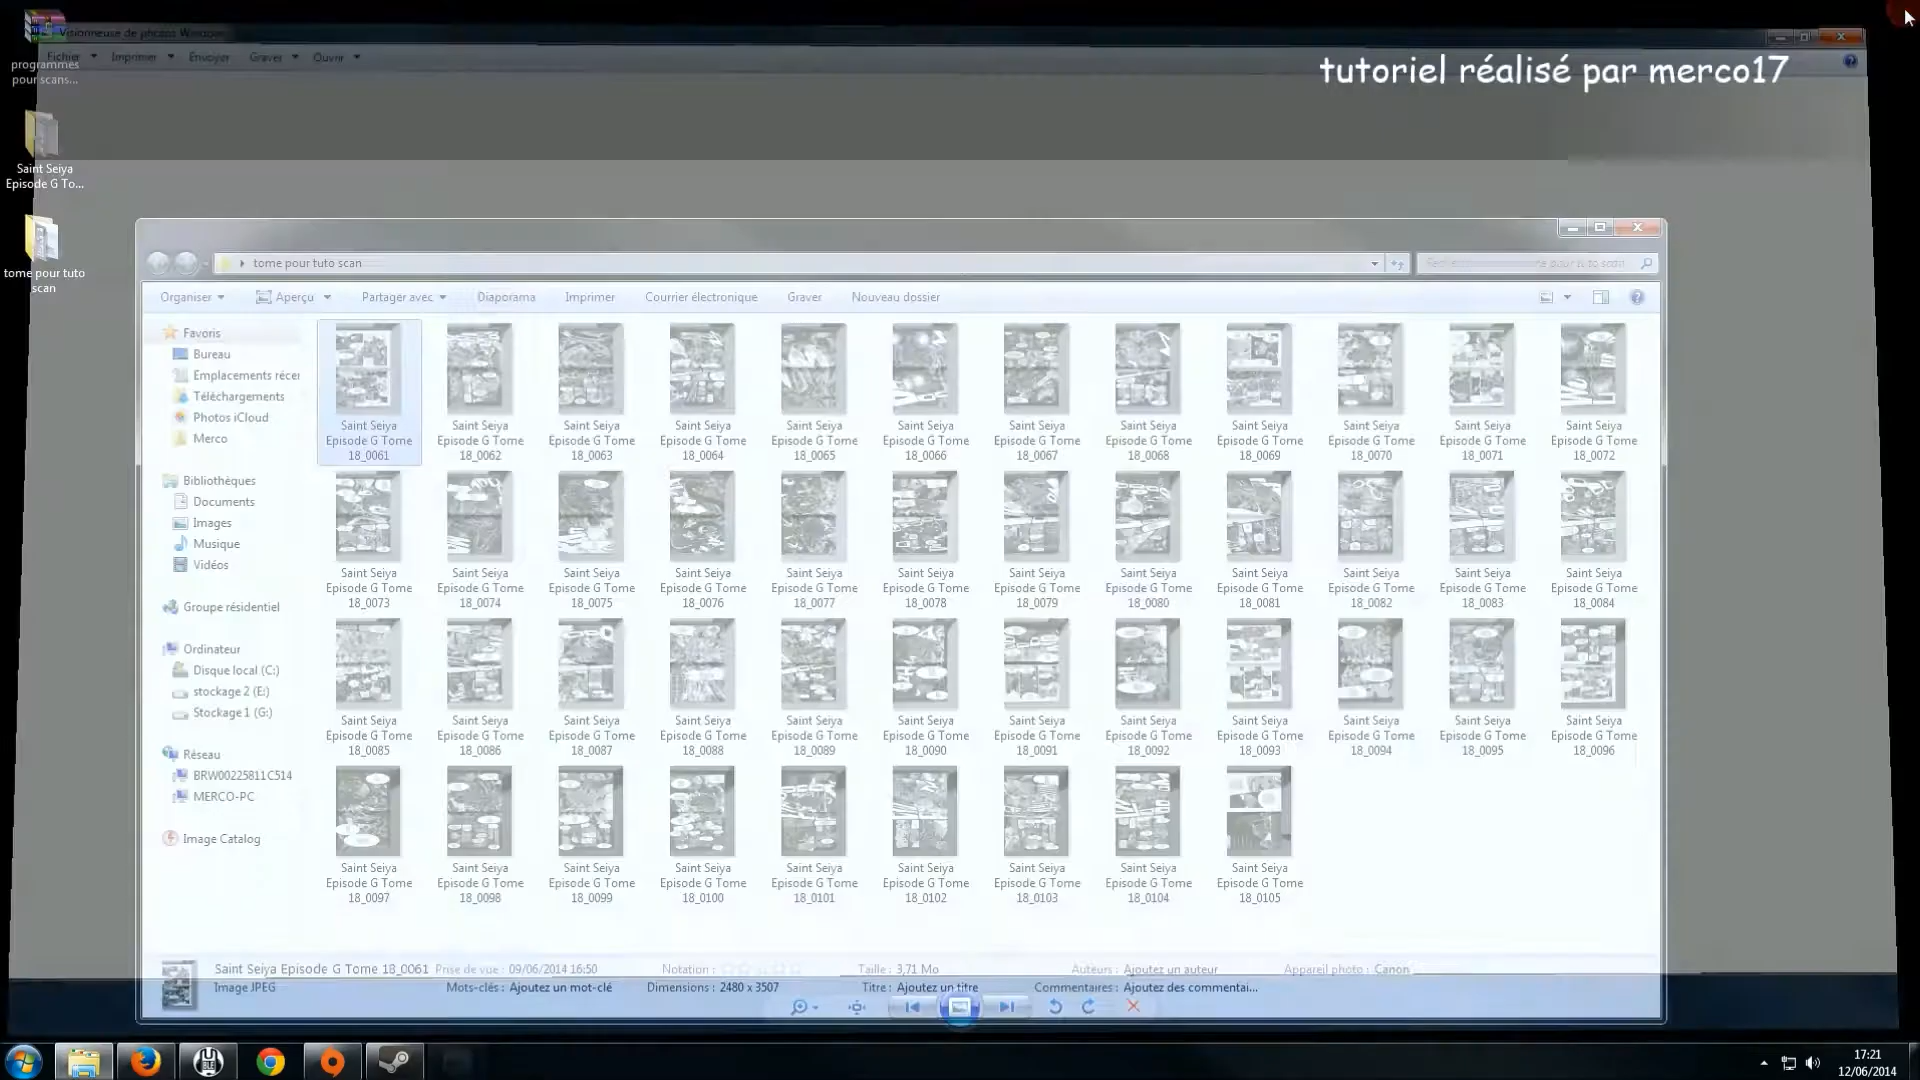 Visionneuse de photos Windows
Fichier Imprimer Envoyer Graver Ouvrir
programmes
pour scans...
tutoriel réalisé par merco17
Saint Seiya
Episode G To...
tome pour tuto
scan
tome pour tuto scan
Organiser Aperçu Partager avec Diaporama Imprimer Courrier électronique Graver Nouveau dossier
Favoris
Bureau
Emplacements récer
Téléchargements
Photos iCloud
Merco
Bibliothèques
Documents
Images
Musique
Vidéos
Groupe résidentiel
Ordinateur
Disque local (C:)
stockage 2 (E:)
Stockage 1 (G:)
Réseau
BRW00225811C514
MERCO-PC
Image Catalog
Saint Seiya Saint Seiya Saint Seiya Saint Seiya Saint Seiya Saint Seiya Saint Seiya Saint Seiya Saint Seiya Saint Seiya Saint Seiya Saint Seiya
Episode G Tome Episode G Tome Episode G Tome Episode G Tome Episode G Tome Episode G Tome Episode G Tome Episode G Tome Episode G Tome Episode G Tome Episode G Tome Episode G Tome
18_0061 18_0062 18_0063 18_0064 18_0065 18_0066 18_0067 18_0068 18_0069 18_0070 18_0071 18_0072
Saint Seiya Saint Seiya Saint Seiya Saint Seiya Saint Seiya Saint Seiya Saint Seiya Saint Seiya Saint Seiya Saint Seiya Saint Seiya Saint Seiya
Episode G Tome Episode G Tome Episode G Tome Episode G Tome Episode G Tome Episode G Tome Episode G Tome Episode G Tome Episode G Tome Episode G Tome Episode G Tome Episode G Tome
18_0073 18_0074 18_0075 18_0076 18_0077 18_0078 18_0079 18_0080 18_0081 18_0082 18_0083 18_0084
Saint Seiya Saint Seiya Saint Seiya Saint Seiya Saint Seiya Saint Seiya Saint Seiya Saint Seiya Saint Seiya Saint Seiya Saint Seiya Saint Seiya
Episode G Tome Episode G Tome Episode G Tome Episode G Tome Episode G Tome Episode G Tome Episode G Tome Episode G Tome Episode G Tome Episode G Tome Episode G Tome Episode G Tome
18_0085 18_0086 18_0087 18_0088 18_0089 18_0090 18_0091 18_0092 18_0093 18_0094 18_0095 18_0096
Saint Seiya Saint Seiya Saint Seiya Saint Seiya Saint Seiya Saint Seiya Saint Seiya Saint Seiya Saint Seiya
Episode G Tome Episode G Tome Episode G Tome Episode G Tome Episode G Tome Episode G Tome Episode G Tome Episode G Tome Episode G Tome
18_0097 18_0098 18_0099 18_0100 18_0101 18_0102 18_0103 18_0104 18_0105
Saint Seiya Episode G Tome 18_0061 Prise de vue : 09/06/2014 16:50 Notation : Taille : 3,71 Mo Auteurs : Ajoutez un auteur Appareil photo : Canon
Image JPEG Mots-clés : Ajoutez un mot-clé Dimensions : 2480 x 3507 Titre : Ajoutez un titre Commentaires : Ajoutez des commentai...
17:21
12/06/2014